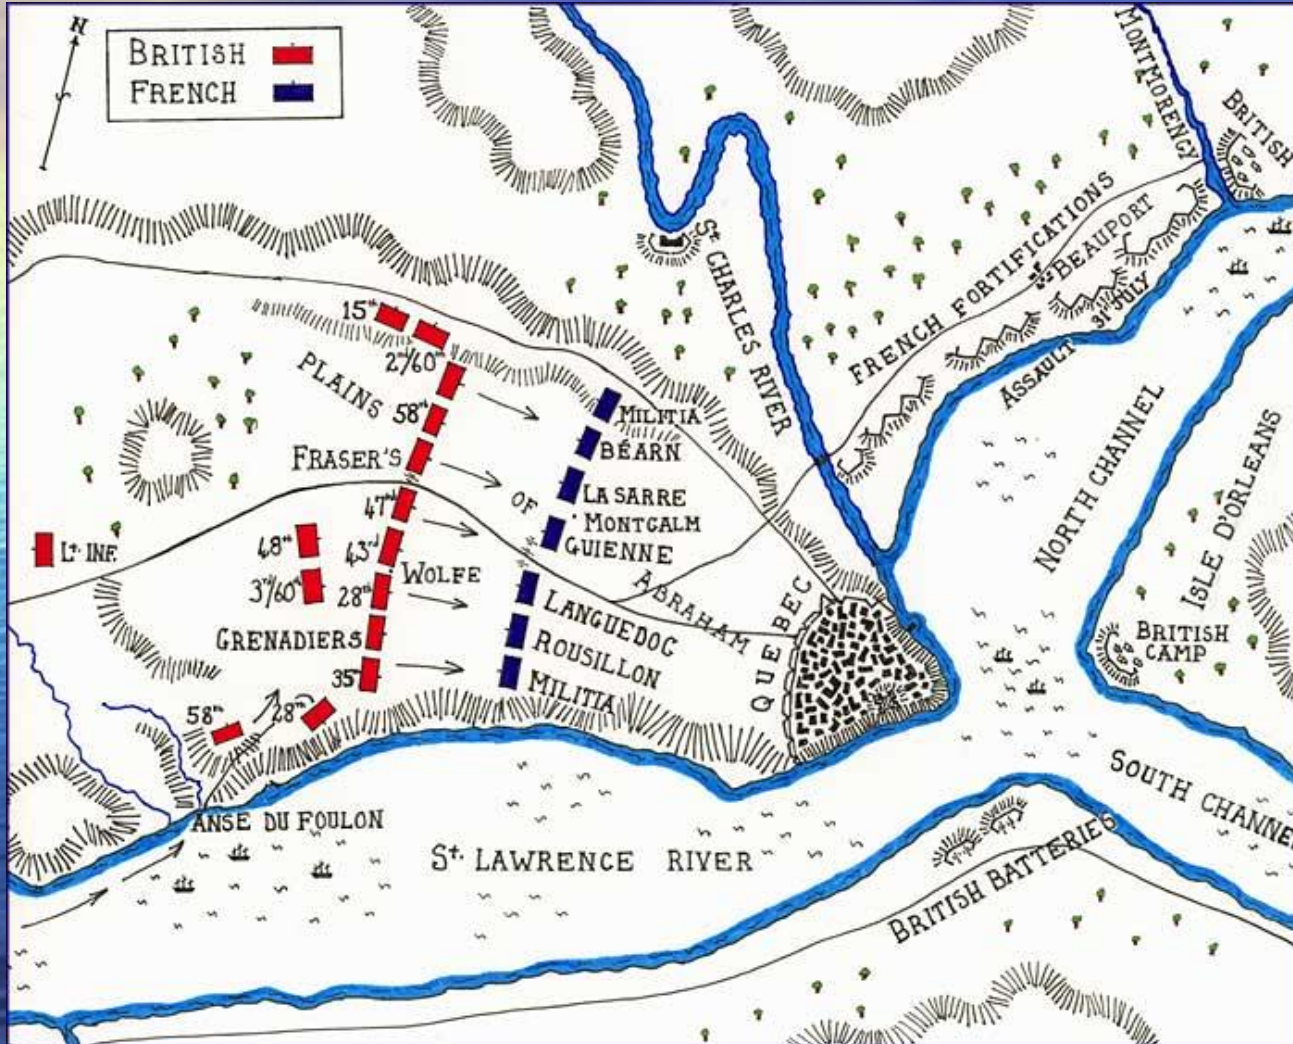 N
S
BRITISH
FRENCH
MONTMORENCY
BRITISH
FRENCH FORTIFICATIONS
BEAUPORT
ASSAULT 31st JULY
St. CHARLES RIVER
NORTH CHANNEL
ISLE D'ORLEANS
BRITISH
CAMP
SOUTH CHANNE
15th
2nd/60th
PLAINS
OF
ABRAHAM
58th
FRASER'S
47th
43rd
WOLFE
28th
GRENADIERS
35th
48th
3rd/60th
Lt. INF.
58th
28th
MILITIA
BÉARN
LA SARRE
MONTCALM
GUIENNE
LANGUEDOC
ROUSILLON
MILITIA
QUEBEC
ANSE DU FOULON
St. LAWRENCE RIVER
BRITISH BATTERIES